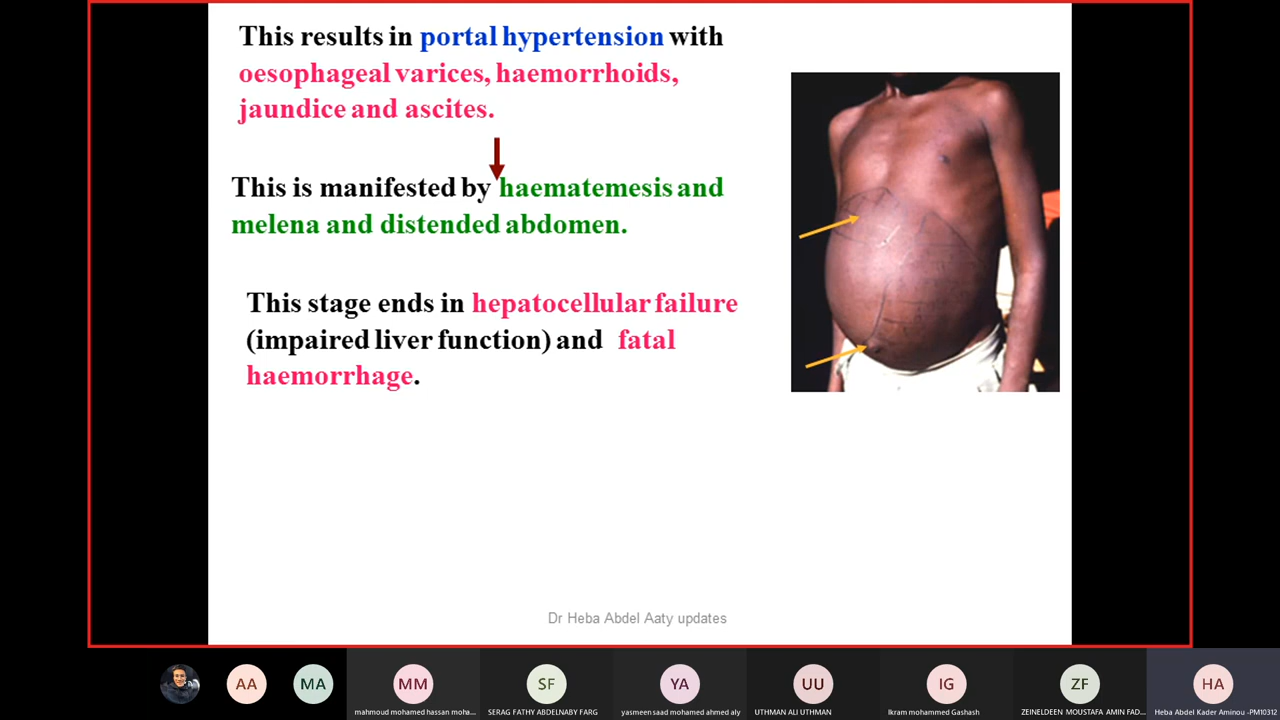 This results in portal hypertension with
oesophageal varices, haemorrhoids,
jaundice and ascites.
This is manifested by haematemesis and
melena and distended abdomen.
This stage ends in hepatocellular failure
(impaired liver function) and fatal
haemorrhage.
Dr Heba Abdel Aaty updates
AA
MA
MM
SF
YA
UU
IG
ZF
HA
mahmoud mohamed hassan moha...
SERAG FATHY ABDELNABY FARG
yasmeen saad mohamed ahmed aly
UTHMAN ALI UTHMAN
Ikram mohammed Gashash
ZEINELDEEN MOUSTAFA AMIN FAD...
Heba Abdel Kader Aminou -PM10312